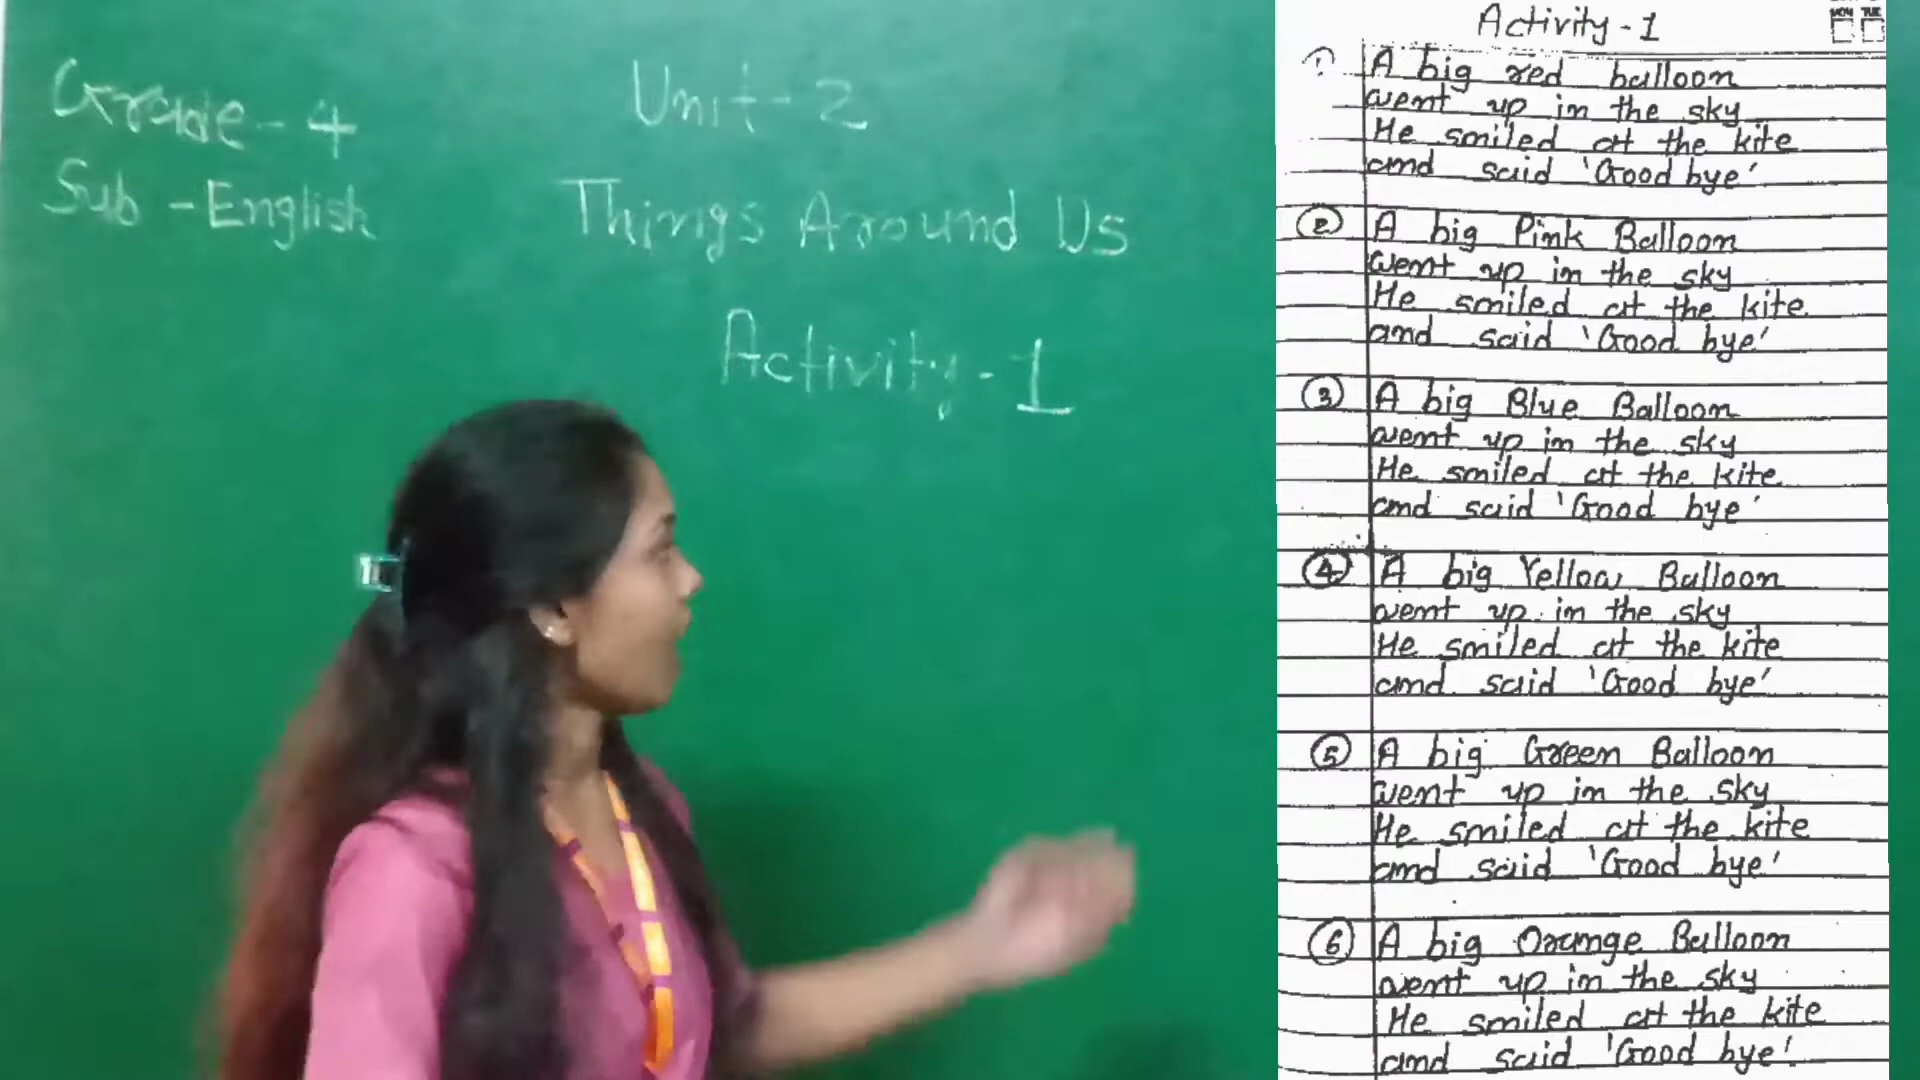 Grade - 4
Sub - English
Unit - 2
Things Around Us
Activity - 1
Activity - 1
MON TUE
1 A big red balloon
went up in the sky
He smiled at the kite
and said 'Good bye'
2 A big Pink Balloon
went up in the sky
He smiled at the kite
and said 'Good bye'
3 A big Blue Balloon
went up in the sky
He smiled at the kite
and said 'Good bye'
4 A big Yellow Balloon
went up in the sky
He smiled at the kite
and said 'Good bye'
5 A big Green Balloon
went up in the sky
He smiled at the kite
and said 'Good bye'
6 A big Orange Balloon
went up in the sky
He smiled at the kite
and said 'Good bye'